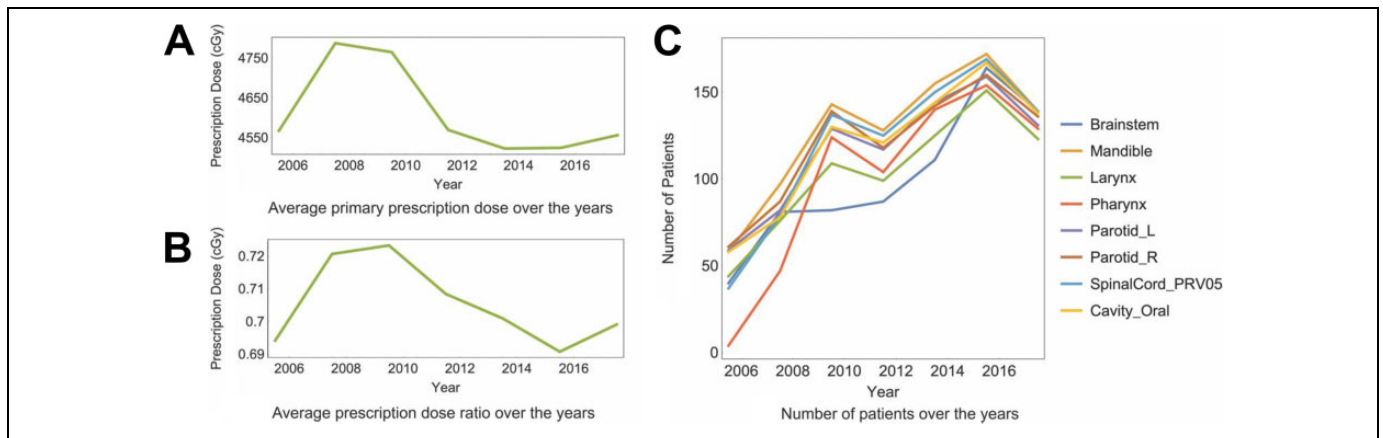 A
Prescription Dose (cGy)
4750
4650
4550
2006 2008 2010 2012 2014 2016
Year
Average primary prescription dose over the years
B
Prescription Dose (cGy)
0.72
0.71
0.7
0.69
2006 2008 2010 2012 2014 2016
Year
Average prescription dose ratio over the years
C
Number of Patients
150
100
50
0
2006 2008 2010 2012 2014 2016
Year
Number of patients over the years
Brainstem
Mandible
Larynx
Pharynx
Parotid_L
Parotid_R
SpinalCord_PRV05
Cavity_Oral